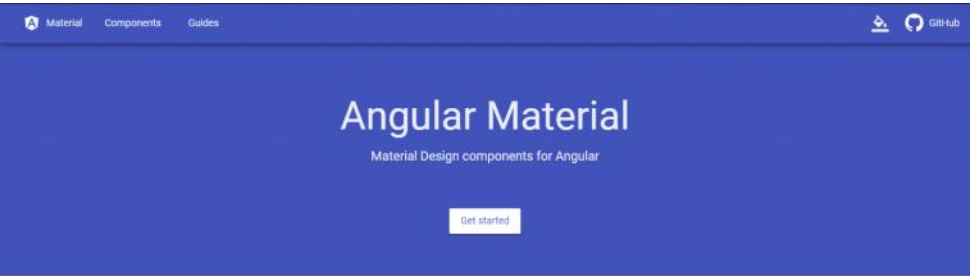 Material Components Guides GitHub
Angular Material
Material Design components for Angular
Get started